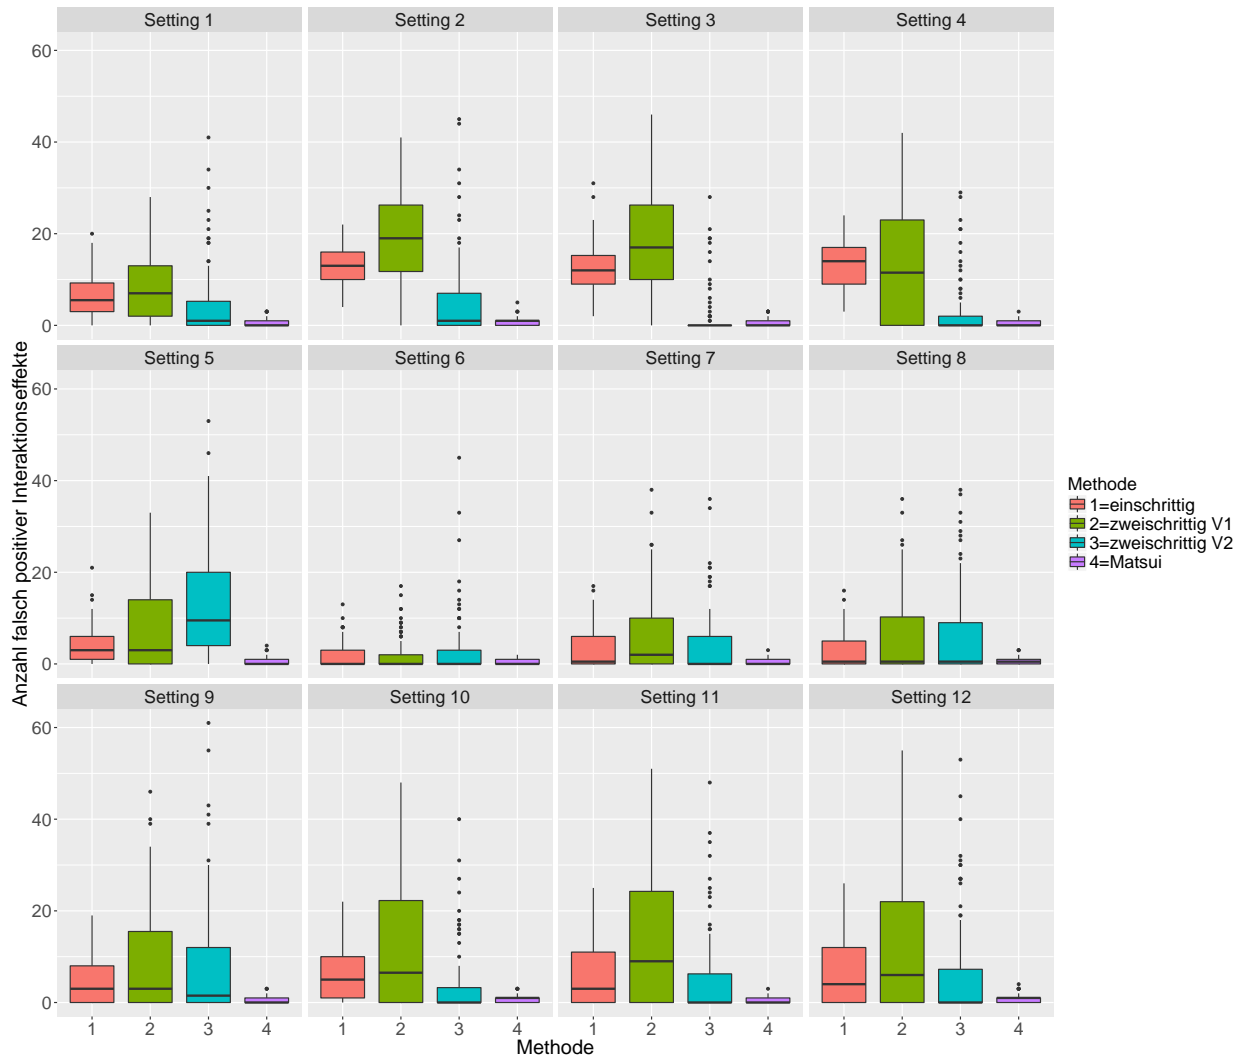 Setting 1 Setting 2 Setting 3 Setting 4
60
40
20
0
Setting 5 Setting 6 Setting 7 Setting 8
60
40
20
0
Setting 9 Setting 10 Setting 11 Setting 12
60
40
20
0
1 2 3 4 1 2 3 4 1 2 3 4 1 2 3 4
Methode
Anzahl falsch positiver Interaktionseffekte
Methode
1=einschrittig
2=zweischrittig V1
3=zweischrittig V2
4=Matsui